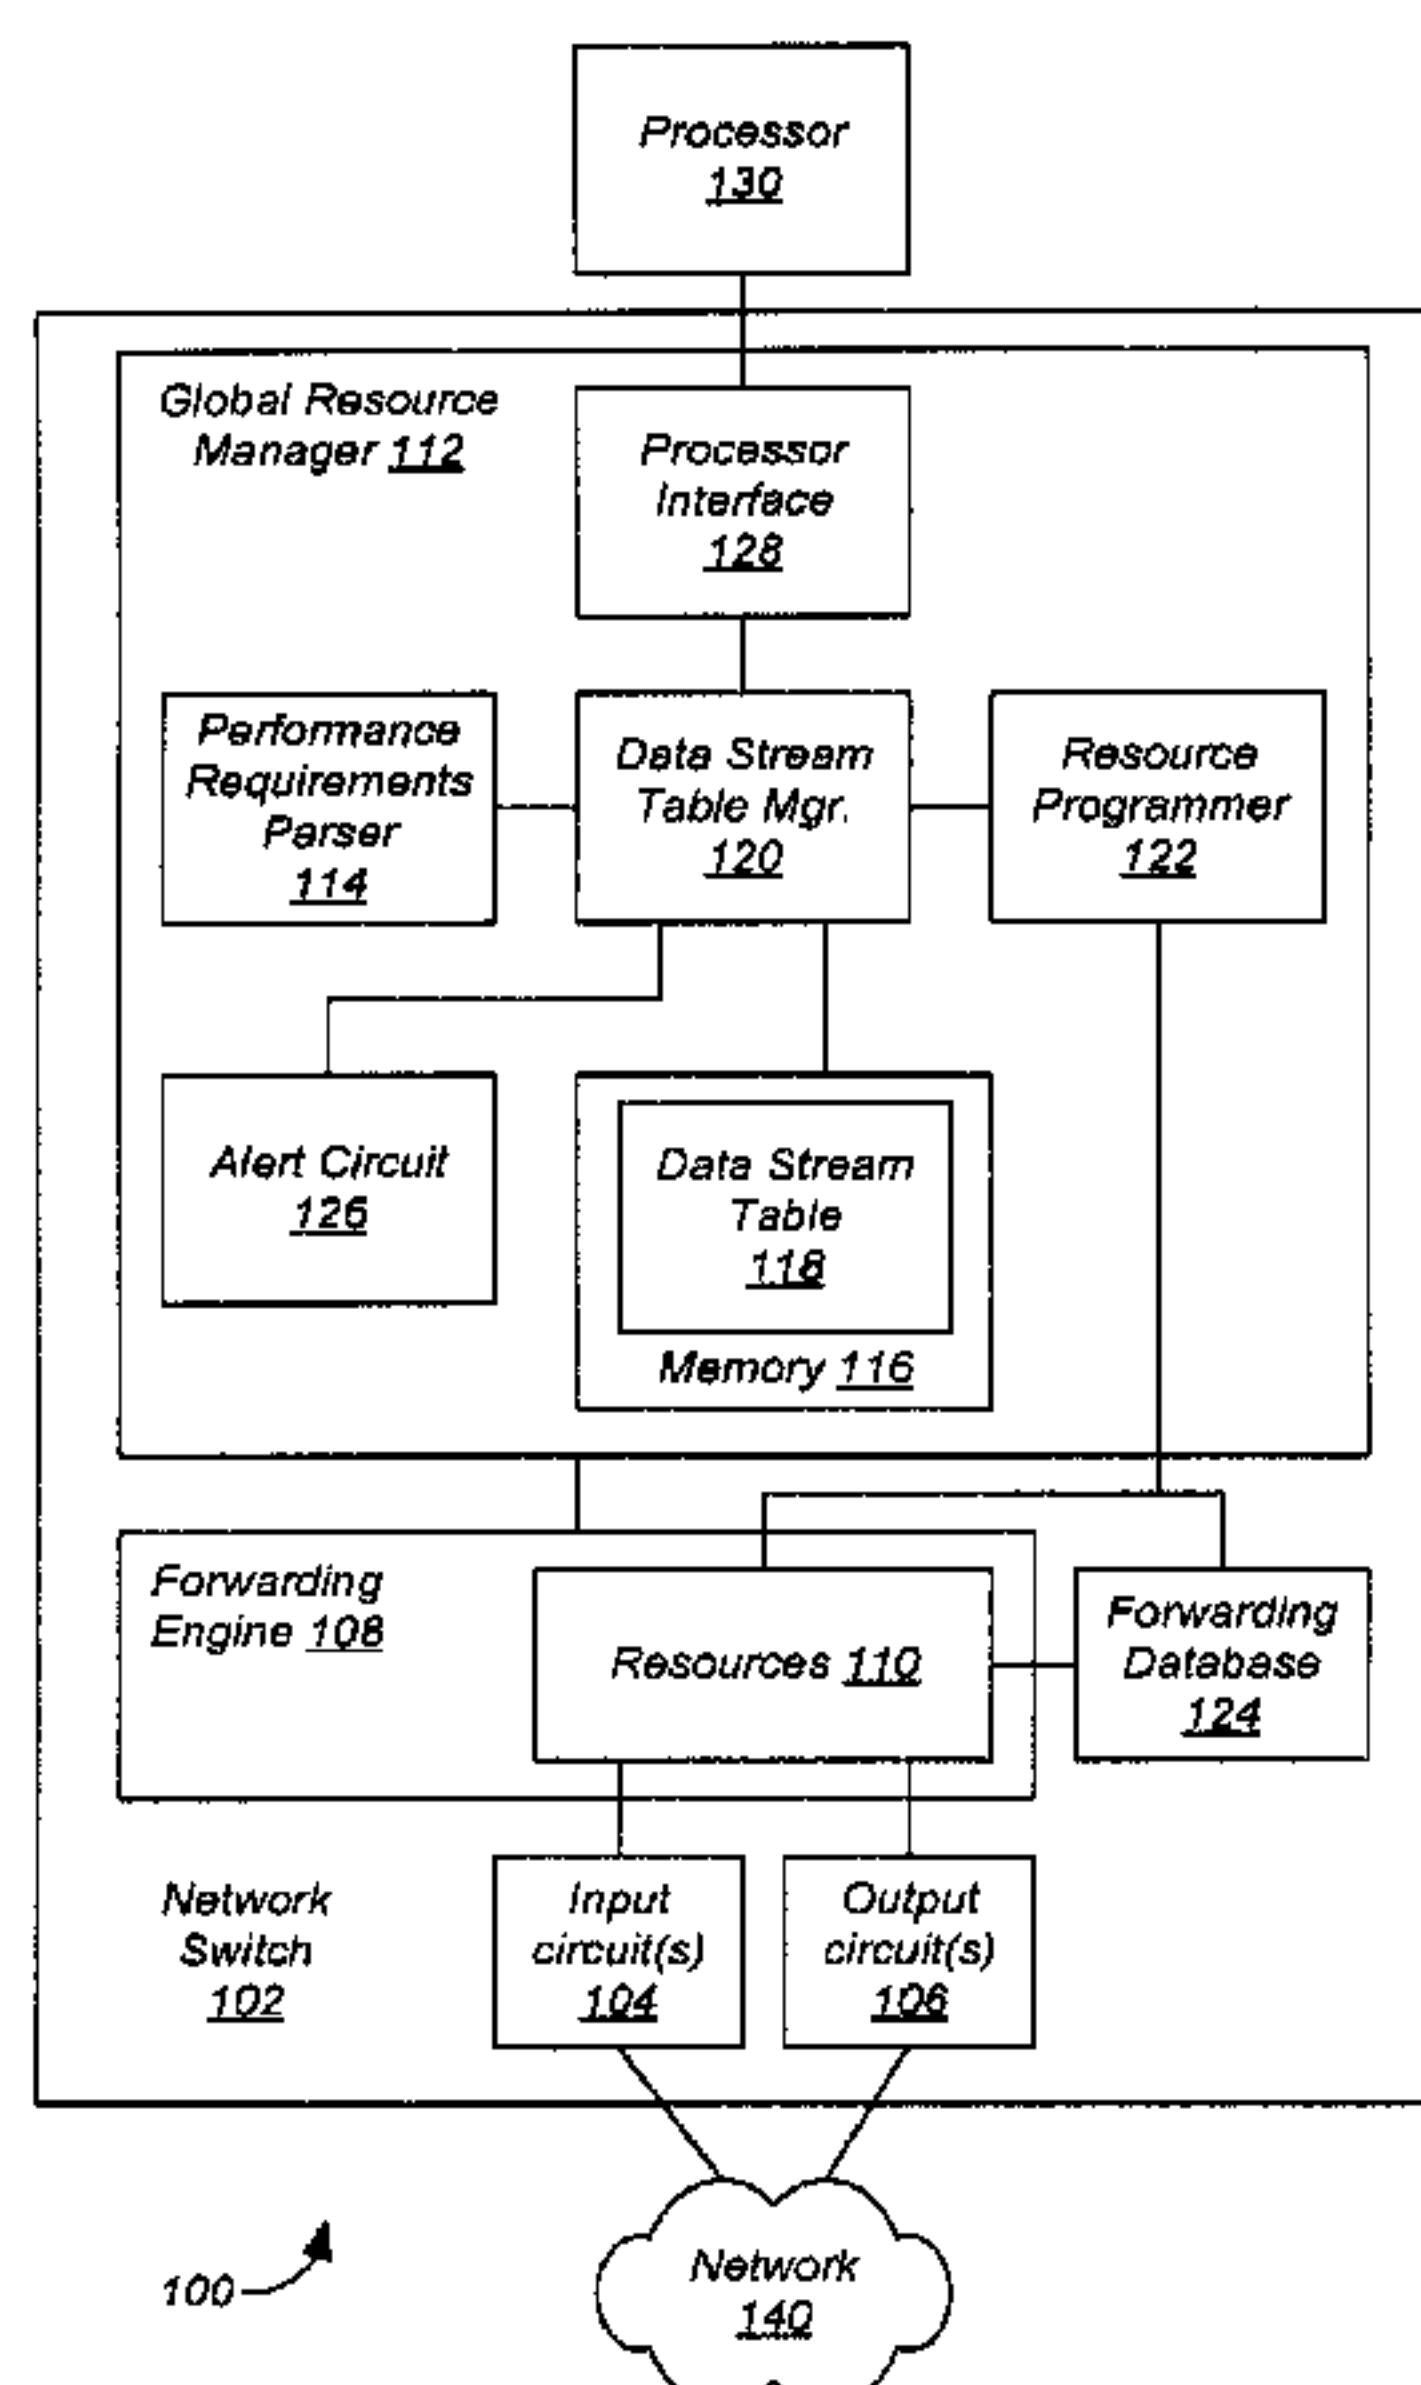 Processor
130
Global Resource
Manager 112
Processor
Interface
128
Performance
Requirements
Parser
114
Data Stream
Table Mgr.
120
Resource
Programmer
122
Alert Circuit
126
Data Stream
Table
118
Memory 116
Forwarding
Engine 108
Resources 110
Forwarding
Database
124
Network
Switch
102
Input
circuit(s)
104
Output
circuit(s)
106
100
Network
140